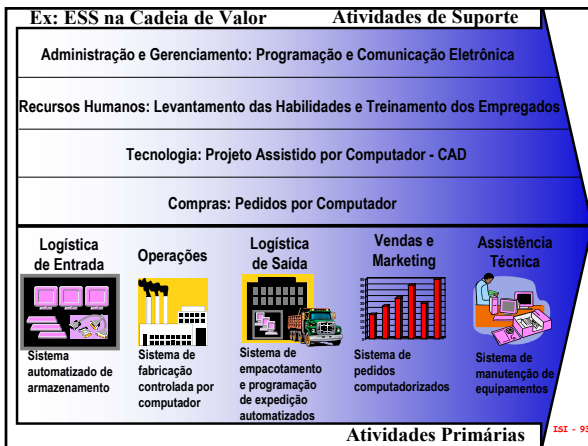 Ex: ESS na Cadeia de Valor
Atividades de Suporte
Administração e Gerenciamento: Programação e Comunicação Eletrônica
Recursos Humanos: Levantamento das Habilidades e Treinamento dos Empregados
Tecnologia: Projeto Assistido por Computador - CAD
Compras: Pedidos por Computador
Logística
de Entrada
Sistema
automatizado de
armazenamento
Operações
Sistema de
fabricação
controlada por
computador
Logística
de Saída
Sistema de
empacotamento
e programação
de expedição
automatizados
Vendas e
Marketing
Sistema de
pedidos
computadorizados
Assistência
Técnica
Sistema de
manutenção de
equipamentos
Atividades Primárias